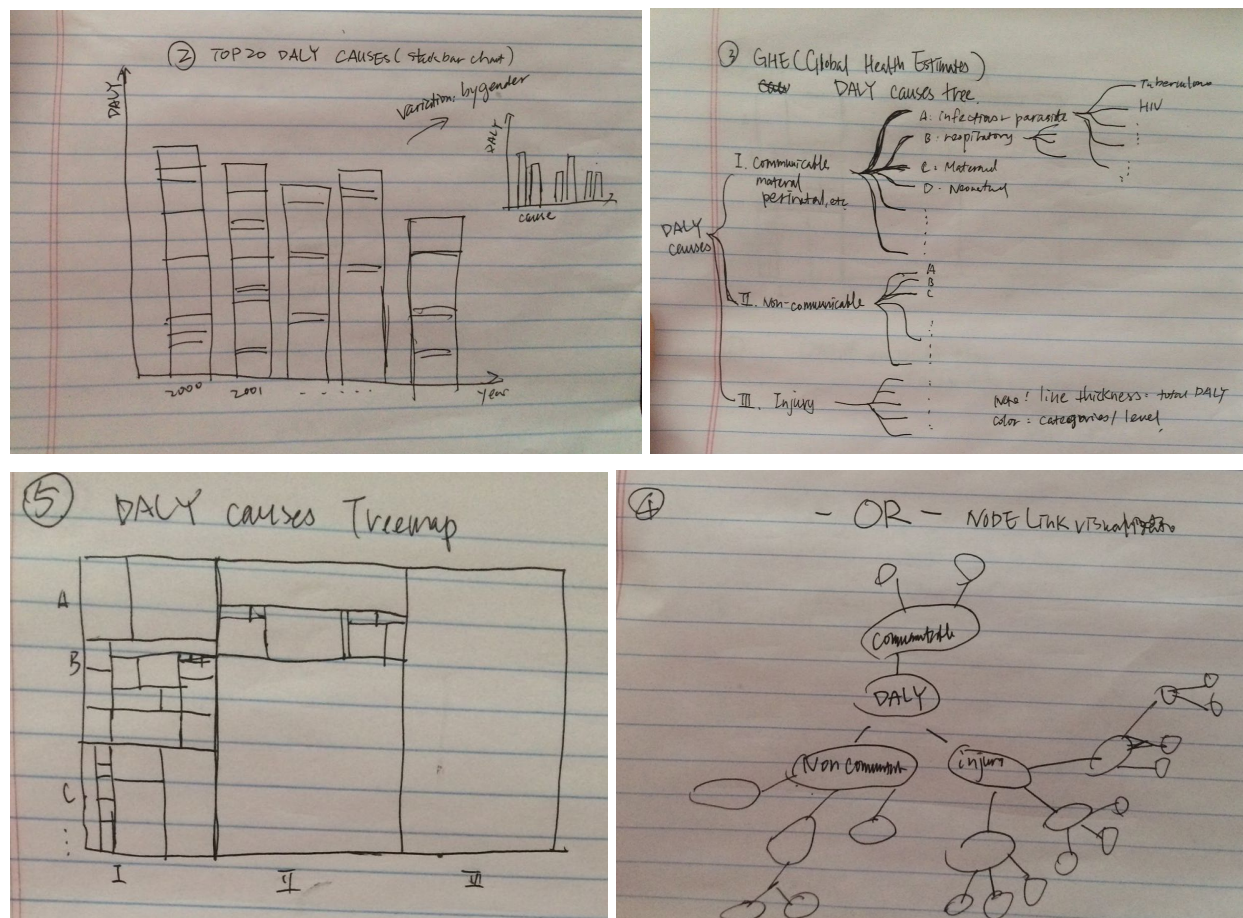 ② TOP 20 DALY CAUSES (stack bar chart)
DALY
variation: by gender
DALY
cause
2000 2001 - - . . . .
year
③ GHE (Global Health Estimates)
DALY causes tree.
Tuberculosis
HIV
A. infectious + parasite
B. respiratory
C. Maternal
D. Neonatal
I. Communicable
maternal
perinatal, etc
DALY
causes
A
B
C
II. Non-communicable
III. Injury
Note: line thickness = total DALY
color = categories / level
⑤ DALY causes Treemap
A
B
C
I II III
④ - OR - NODE Link visualization
Communicable
DALY
Non communi
injury